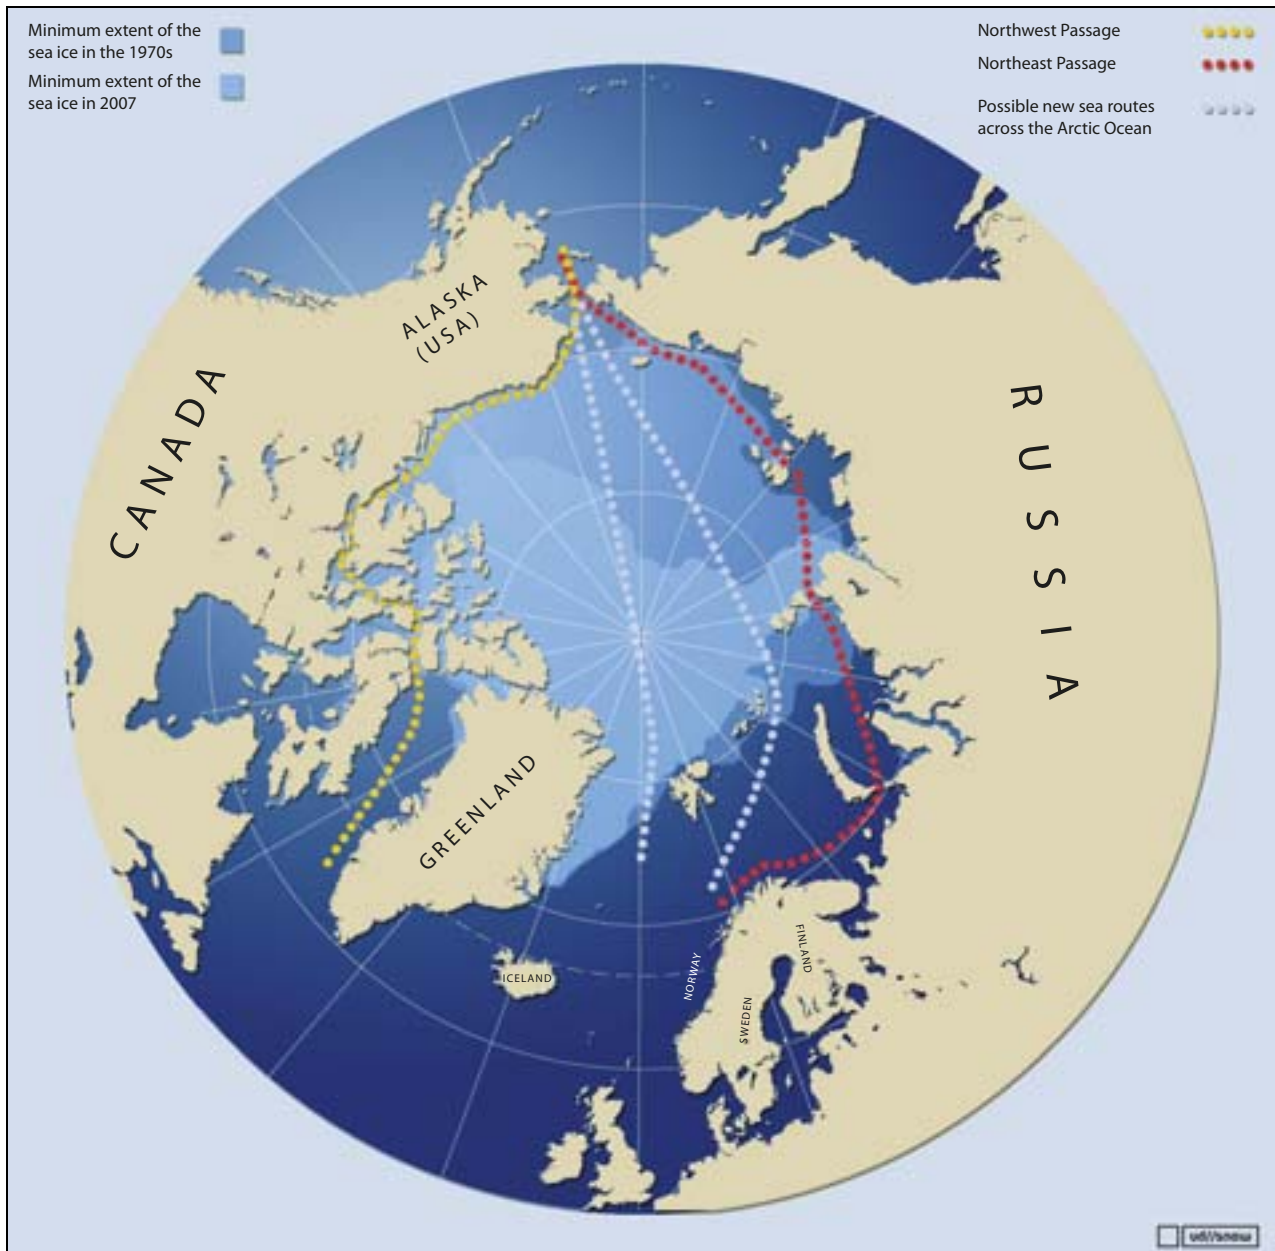 Minimum extent of the
sea ice in the 1970s
Minimum extent of the
sea ice in 2007
Northwest Passage
Northeast Passage
Possible new sea routes
across the Arctic Ocean
ALASKA
(USA)
CANADA
RUSSIA
GREENLAND
ICELAND
NORWAY
SWEDEN
FINLAND